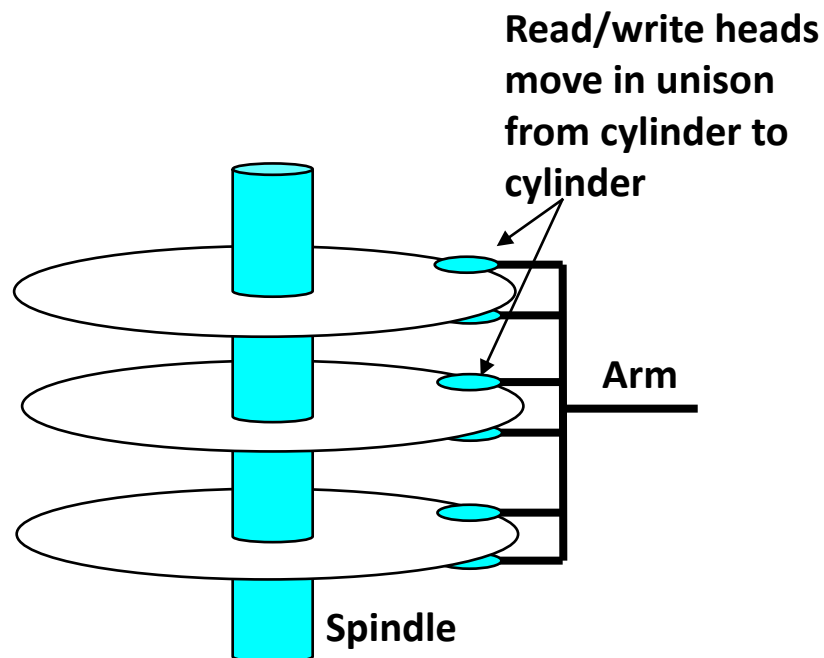 Read/write heads
move in unison
from cylinder to
cylinder
Arm
Spindle